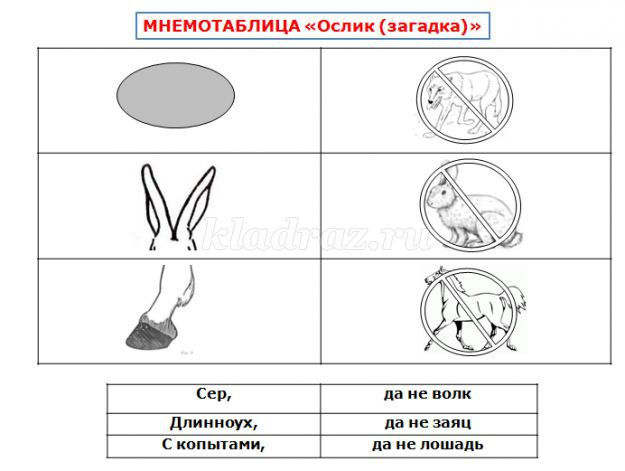 МНЕМОТАБЛИЦА «Ослик (загадка)»
kladraz.ru
Сер, да не волк
Длинноух, да не заяц
С копытами, да не лошадь